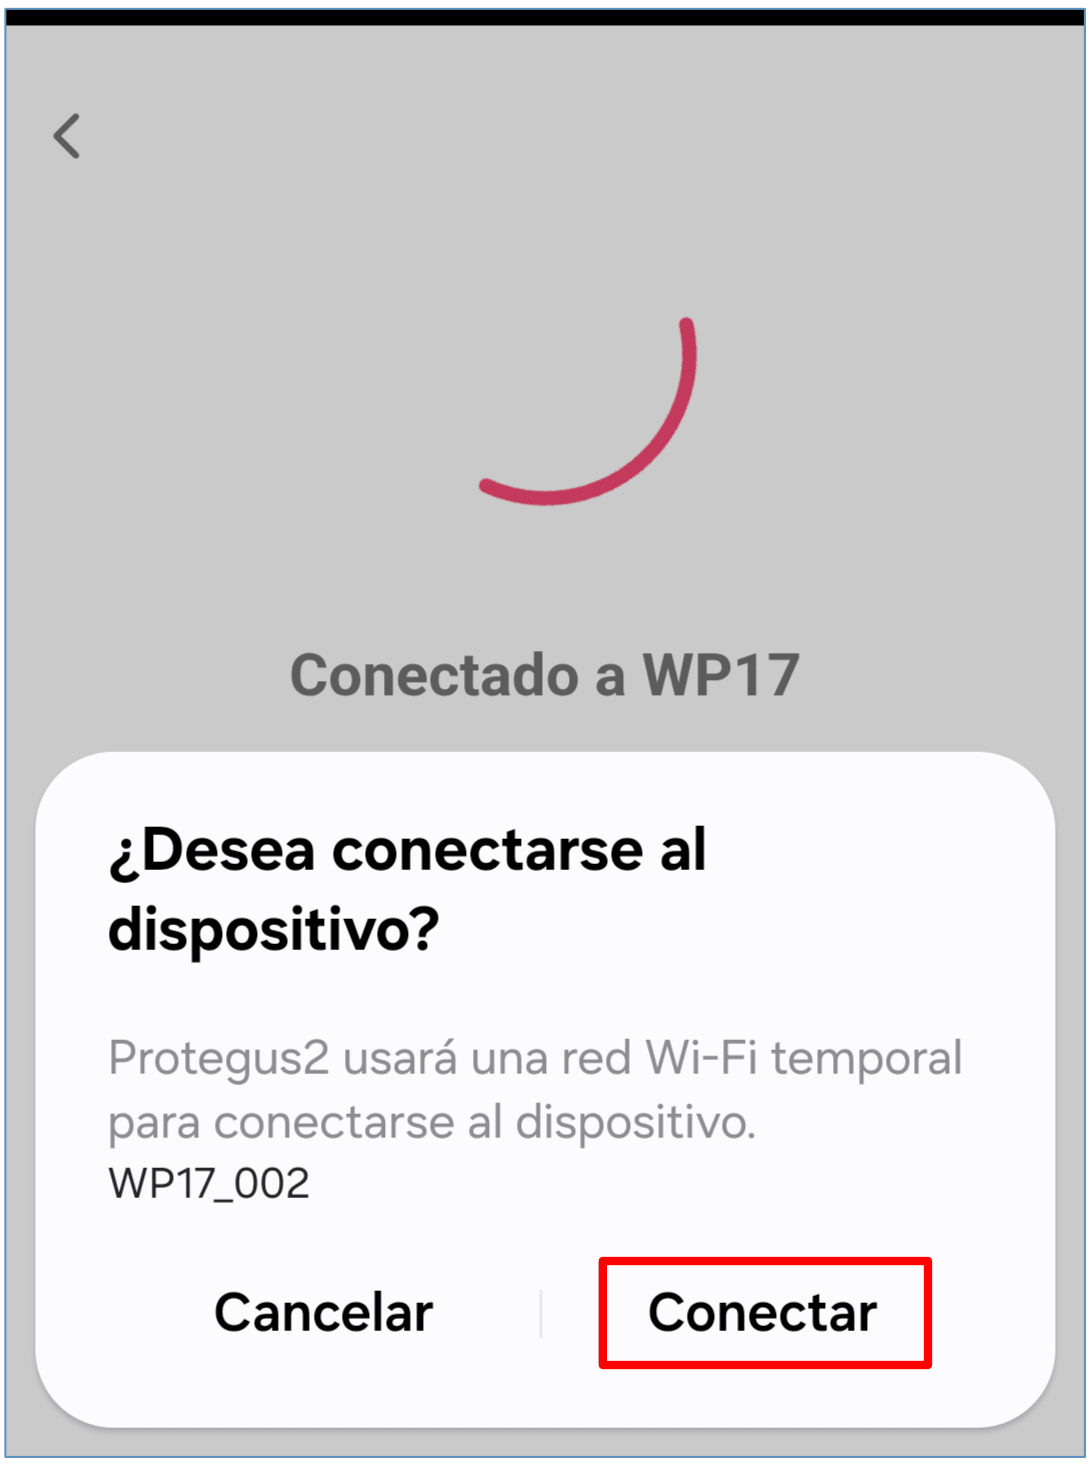 Conectado a WP17
¿Desea conectarse al
dispositivo?
Protegus2 usará una red Wi-Fi temporal
para conectarse al dispositivo.
WP17_002
Cancelar
Conectar